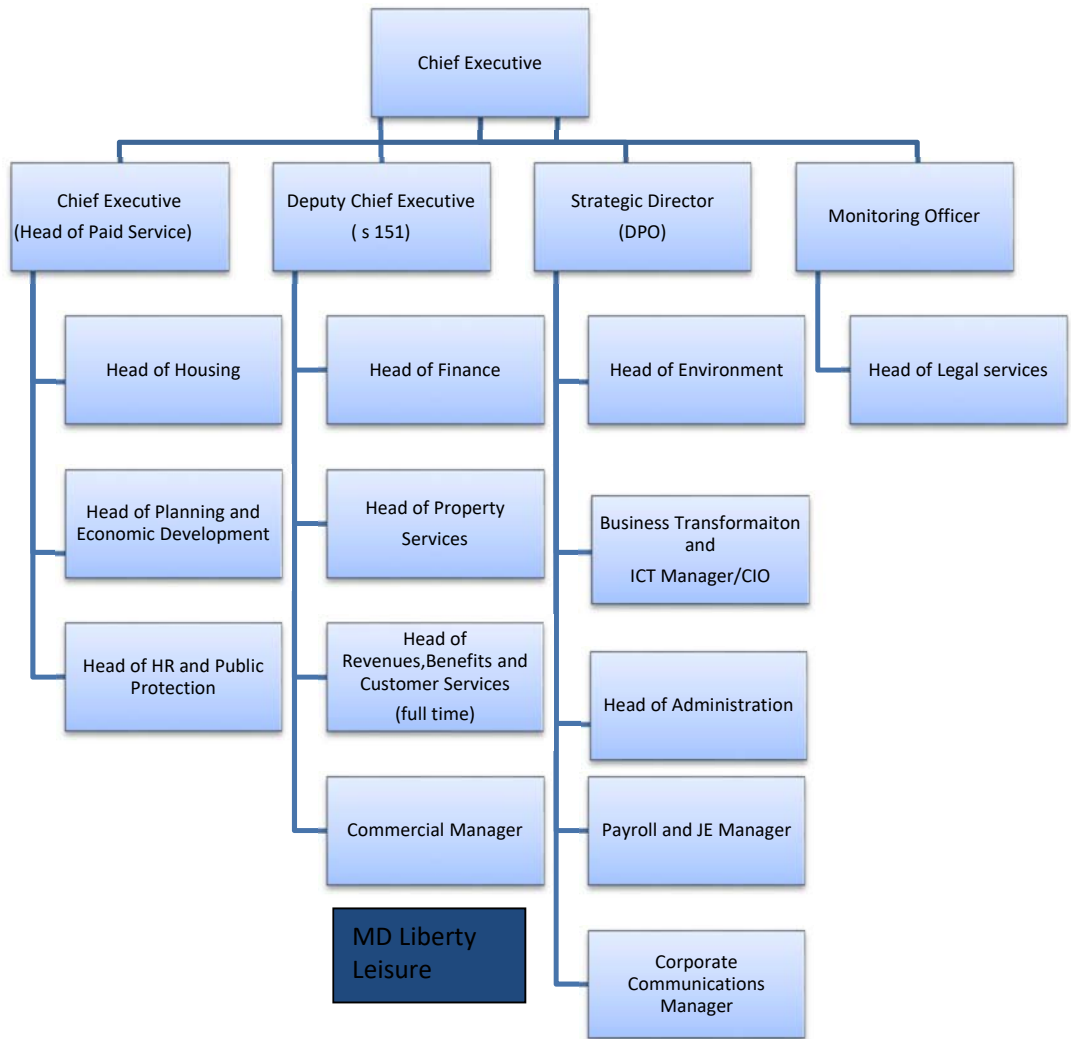 Chief Executive
Chief Executive
(Head of Paid Service)
Deputy Chief Executive
( s 151)
Strategic Director
(DPO)
Monitoring Officer
Head of Housing
Head of Finance
Head of Environment
Head of Legal services
Head of Planning and
Economic Development
Head of Property
Services
Business Transformaiton
and
ICT Manager/CIO
Head of HR and Public
Protection
Head of
Revenues,Benefits and
Customer Services
(full time)
Head of Administration
Commercial Manager
Payroll and JE Manager
MD Liberty
Leisure
Corporate
Communications
Manager